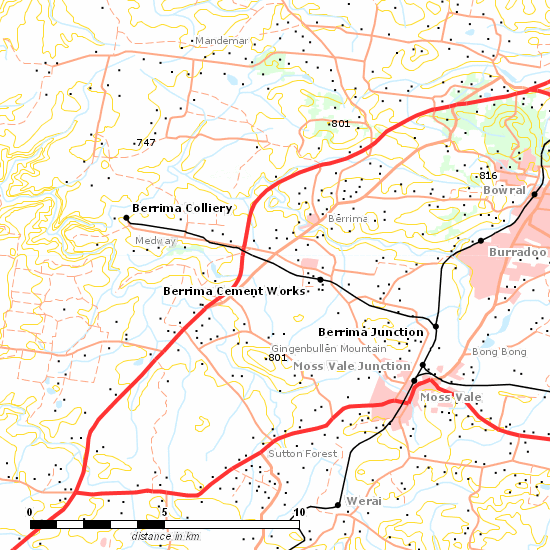 Mandemar
801
747
816
Bowral
Berrima Colliery
Berrima
Medway
Burradoo
Berrima Cement Works
Berrima Junction
Gingenbullen Mountain
Bong Bong
801
Moss Vale Junction
Moss Vale
Sutton Forest
Werai
0 5 10
distance in km